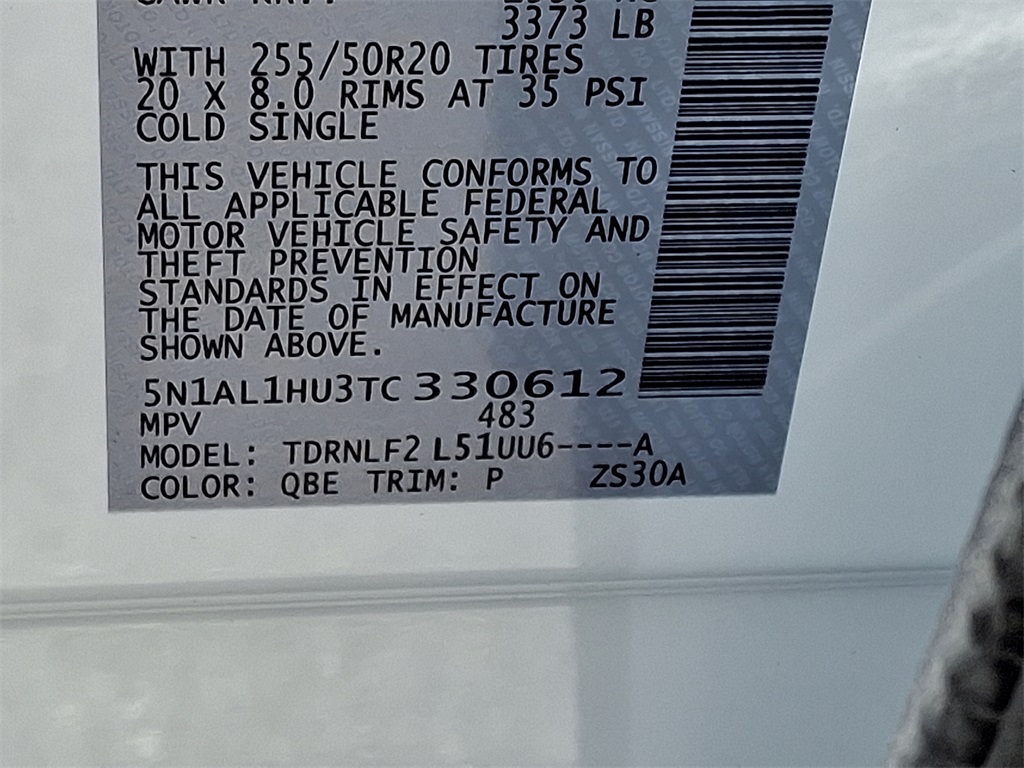 3373 LB
WITH 255/50R20 TIRES
20 X 8.0 RIMS AT 35 PSI
COLD SINGLE
THIS VEHICLE CONFORMS TO
ALL APPLICABLE FEDERAL
MOTOR VEHICLE SAFETY AND
THEFT PREVENTION
STANDARDS IN EFFECT ON
THE DATE OF MANUFACTURE
SHOWN ABOVE.
5N1AL1HU3TC 330612
MPV 483
MODEL: TDRNLF2 L51UU6----A
COLOR: QBE TRIM: P ZS30A